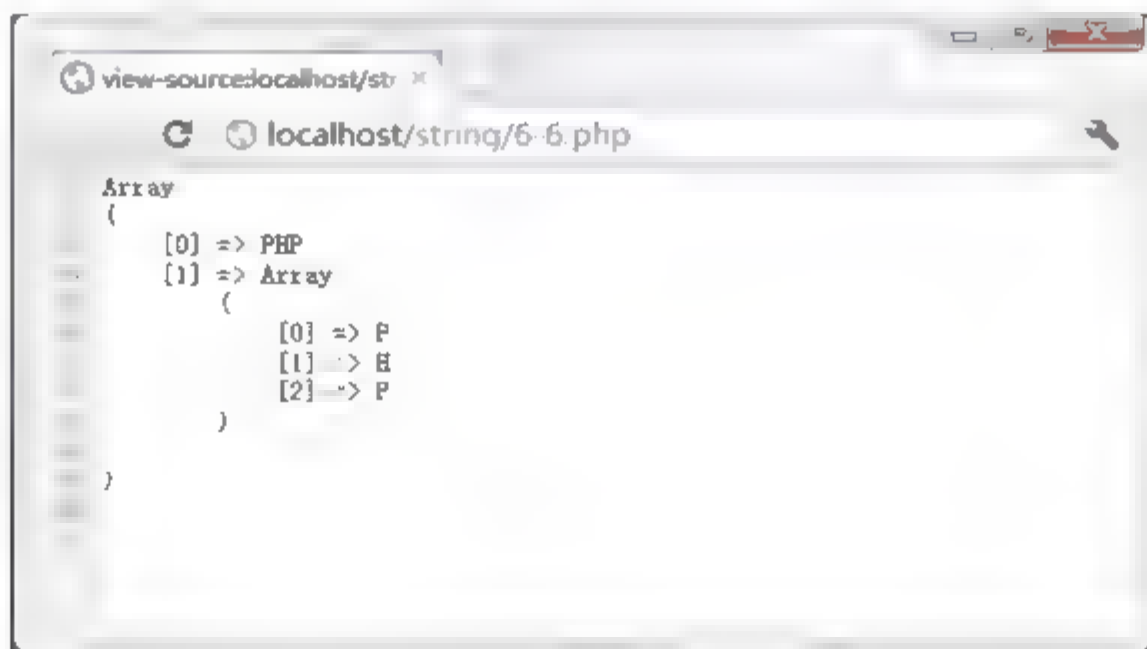 view-source:localhost/str
localhost/string/6-6.php
Array
(
[0] => PHP
[1] => Array
(
[0] => P
[1] => H
[2] => P
)
)